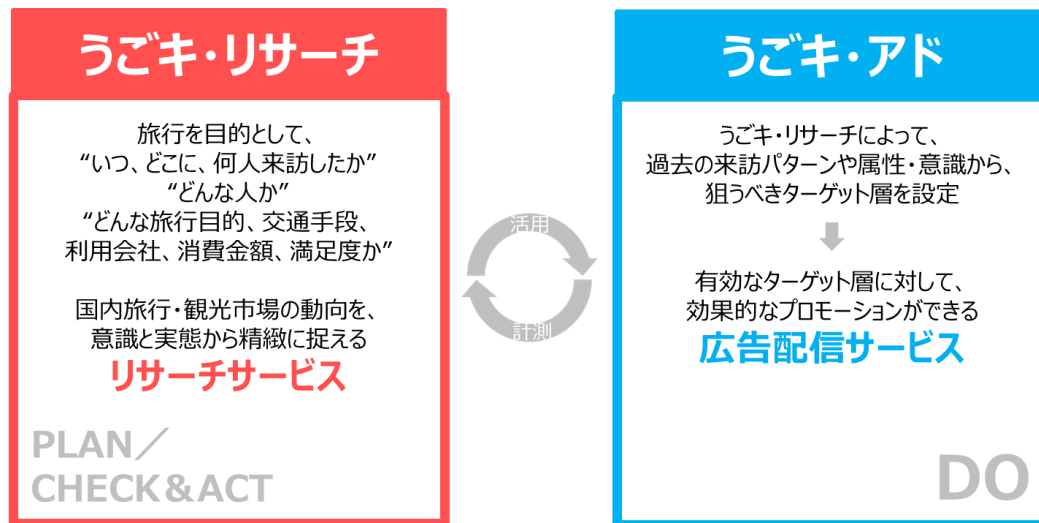 うごキ・リサーチ
旅行を目的として、
“いつ、どこに、何人来訪したか”
“どんな人か”
“どんな旅行目的、交通手段、
利用会社、消費金額、満足度か”
国内旅行・観光市場の動向を、
意識と実態から精緻に捉える
リサーチサービス
PLAN／
CHECK＆ACT
活用
計測
うごキ・アド
うごキ・リサーチによって、
過去の来訪パターンや属性・意識から、
狙うべきターゲット層を設定
有効なターゲット層に対して、
効果的なプロモーションができる
広告配信サービス
DO